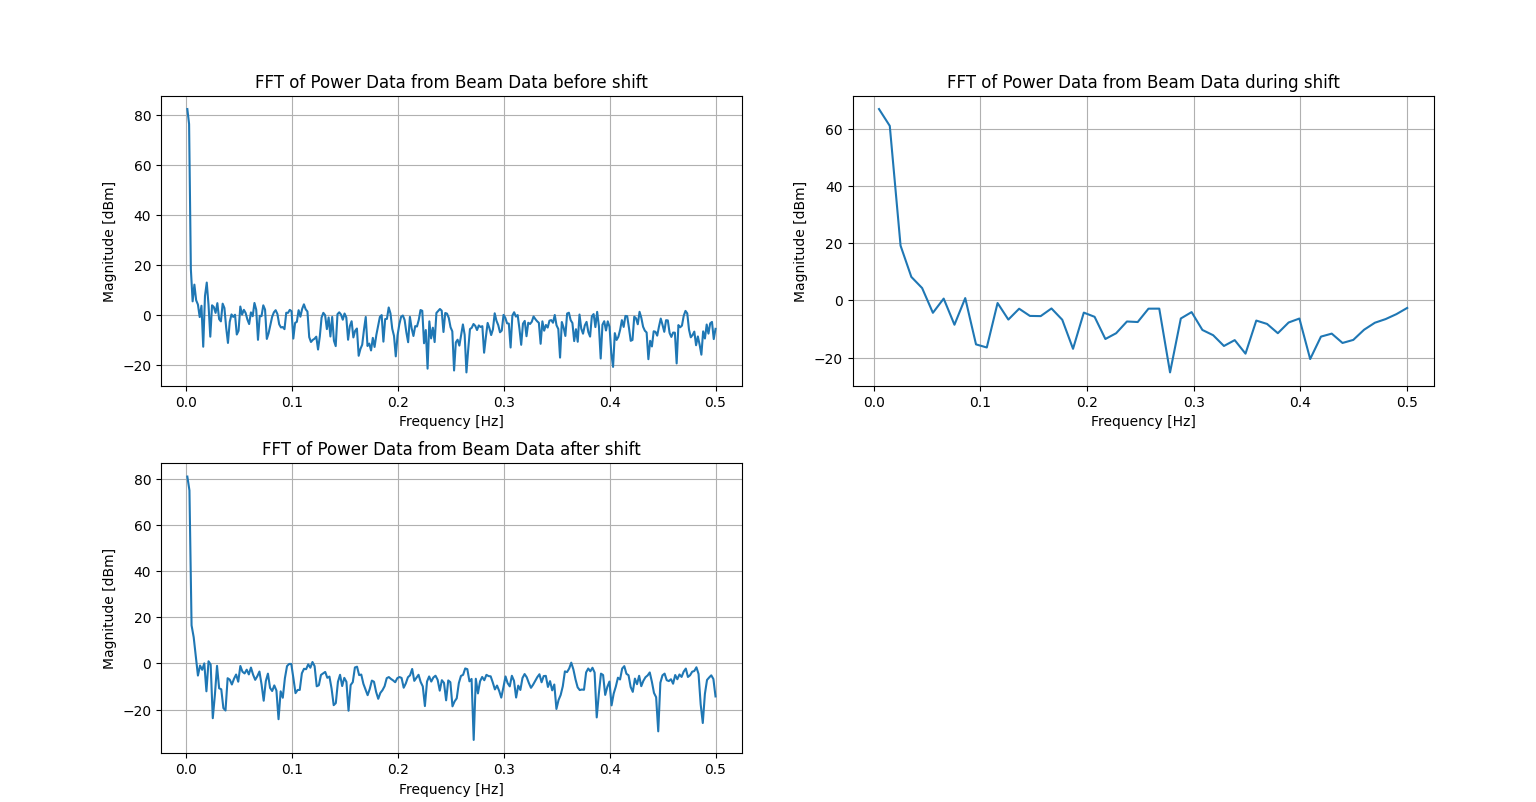 FFT of Power Data from Beam Data before shift
Magnitude [dBm]
80
60
40
20
0
−20
0.0 0.1 0.2 0.3 0.4 0.5
Frequency [Hz]
FFT of Power Data from Beam Data during shift
Magnitude [dBm]
60
40
20
0
−20
0.0 0.1 0.2 0.3 0.4 0.5
Frequency [Hz]
FFT of Power Data from Beam Data after shift
Magnitude [dBm]
80
60
40
20
0
−20
0.0 0.1 0.2 0.3 0.4 0.5
Frequency [Hz]